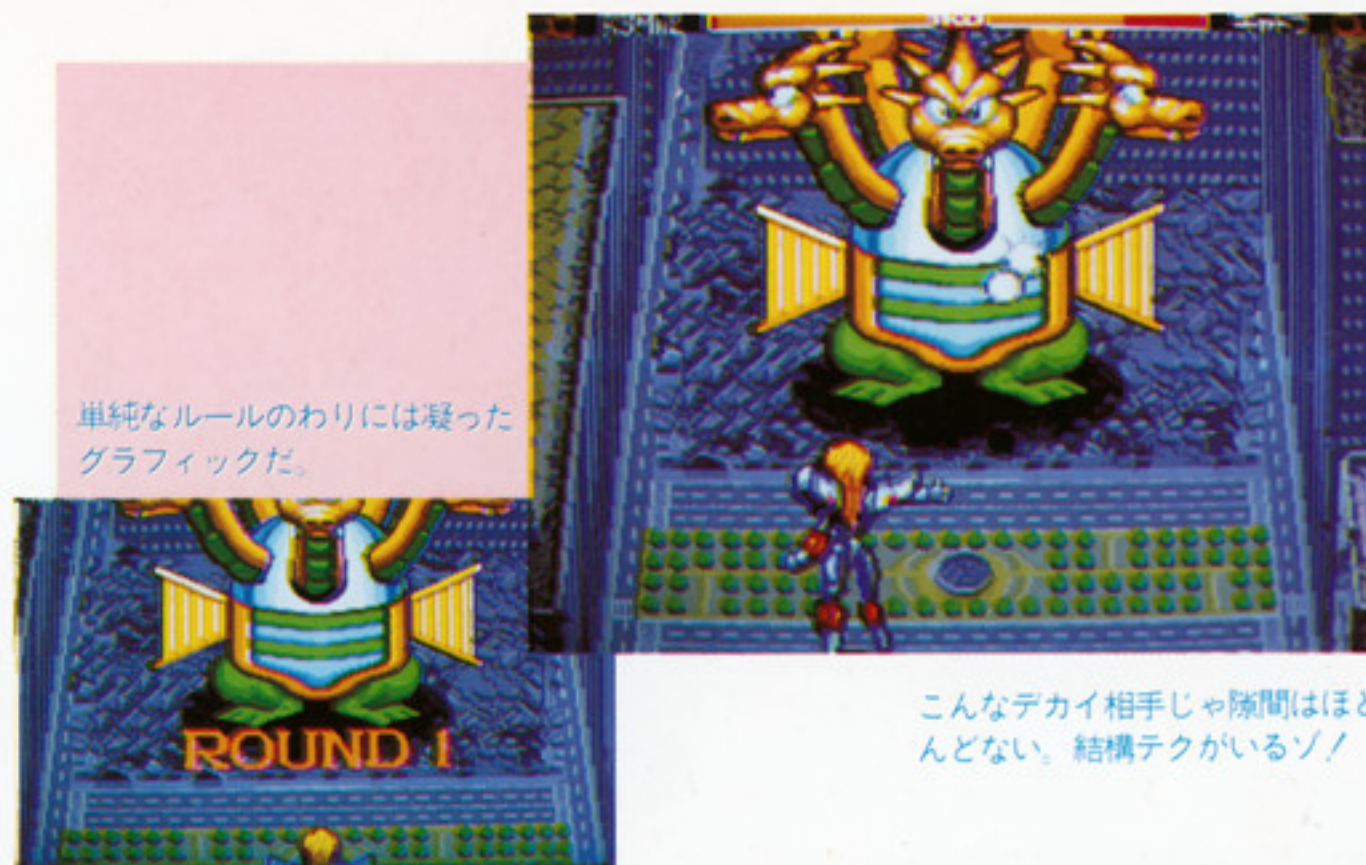 単純なルールのわりには凝った
グラフィックだ。
ROUND 1
こんなデカイ相手じゃ隙間はほと
んどない。結構テクがいるゾ！